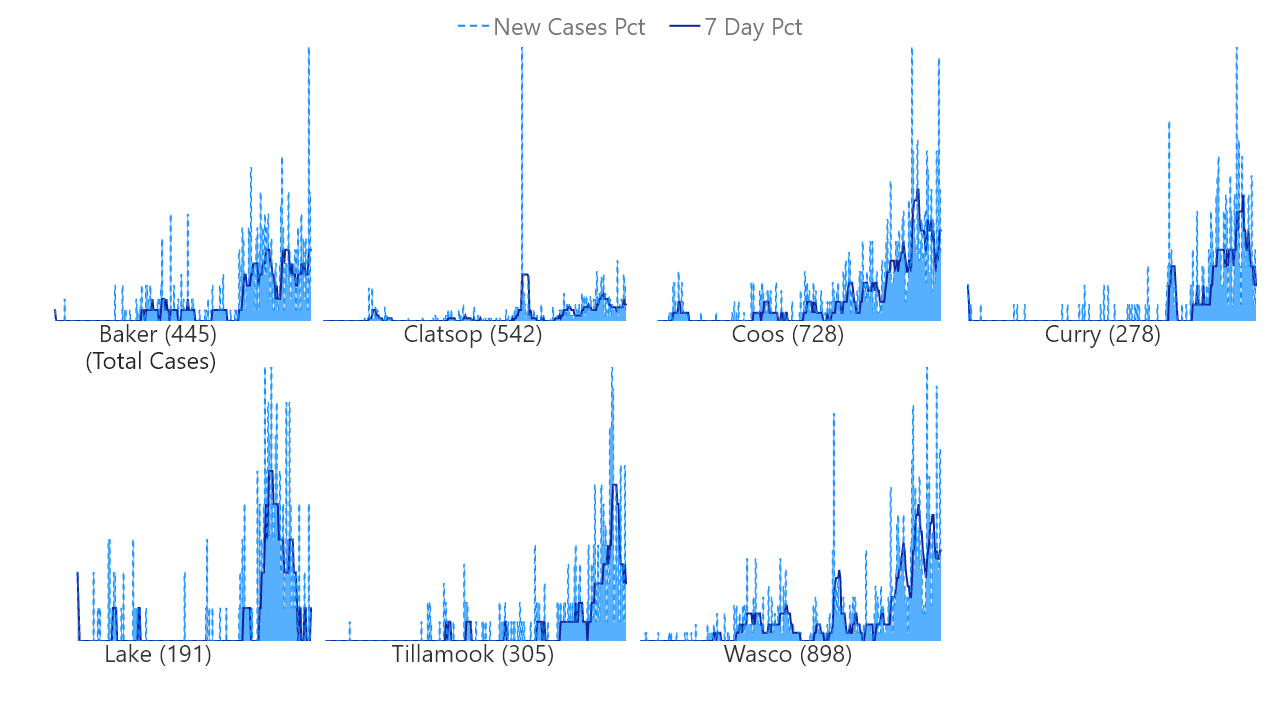 New Cases Pct 7 Day Pct
Baker (445) Clatsop (542) Coos (728) Curry (278)
(Total Cases)
Lake (191) Tillamook (305) Wasco (898)